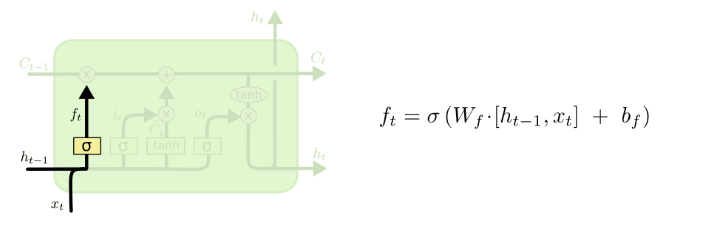 h_t
C_{t-1}
C_t
x
+
tanh
f_t
i_t
o_t
x
x
C̃_t
σ
σ
tanh
σ
h_{t-1}
h_t
x_t
f_t = σ (W_f · [h_{t-1}, x_t] + b_f)